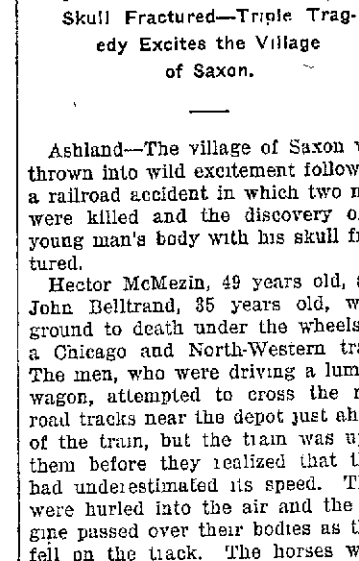 Skull Fractured—Triple Trag-
edy Excites the Village
of Saxon.
Ashland—The village of Saxon w
thrown into wild excitement follow
a railroad accident in which two m
were killed and the discovery o
young man's body with his skull fr
tured.
Hector McMezin, 49 years old,
John Belltrand, 35 years old, w
ground to death under the wheels
a Chicago and North-Western tra
The men, who were driving a lum
wagon, attempted to cross the r
road tracks near the depot just ah
of the train, but the train was u
them before they realized that t
had underestimated its speed. T
were hurled into the air and the
gine passed over their bodies as t
fell on the track. The horses w